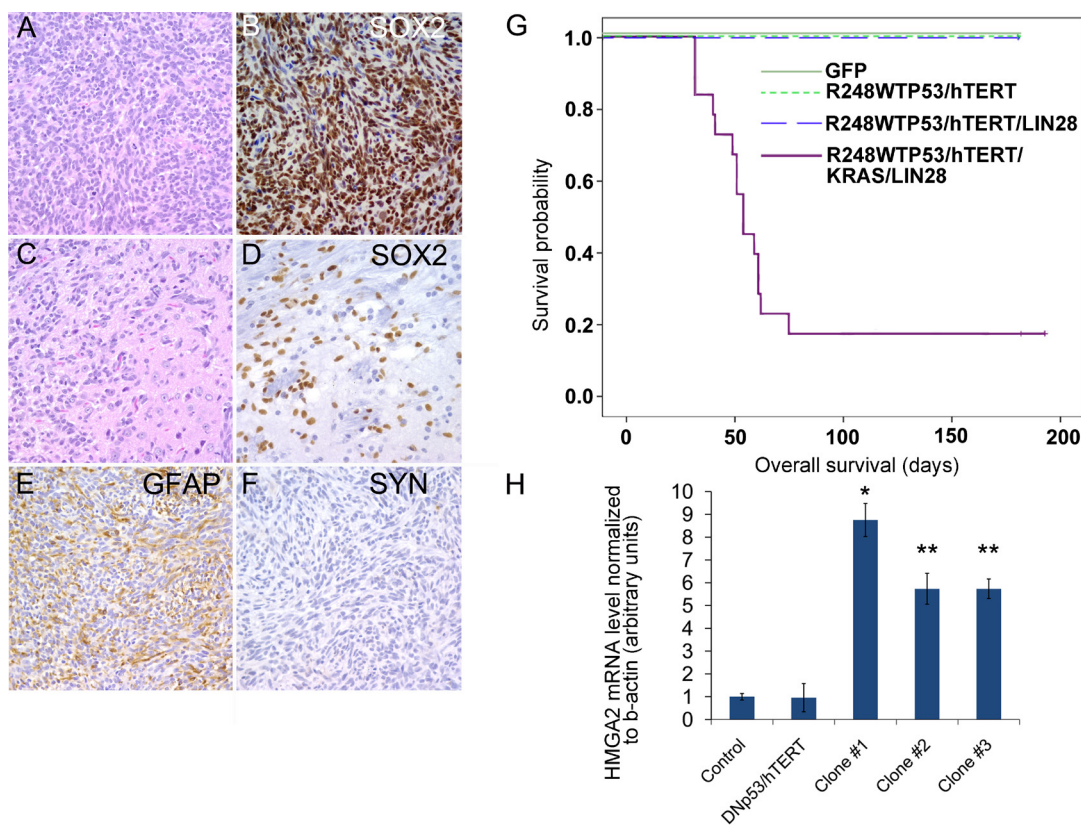 A
B
SOX2
C
D
SOX2
E
GFAP
F
SYN
G
Survival probability
1.0
0.8
0.6
0.4
0.2
0.0
GFP
R248WTP53/hTERT
R248WTP53/hTERT/LIN28
R248WTP53/hTERT/
KRAS/LIN28
0
50
100
150
200
Overall survival (days)
H
HMGA2 mRNA level normalized
to b-actin (arbitrary units)
10
9
8
7
6
5
4
3
2
1
0
*
**
**
Control
DNp53/hTERT
Clone #1
Clone #2
Clone #3